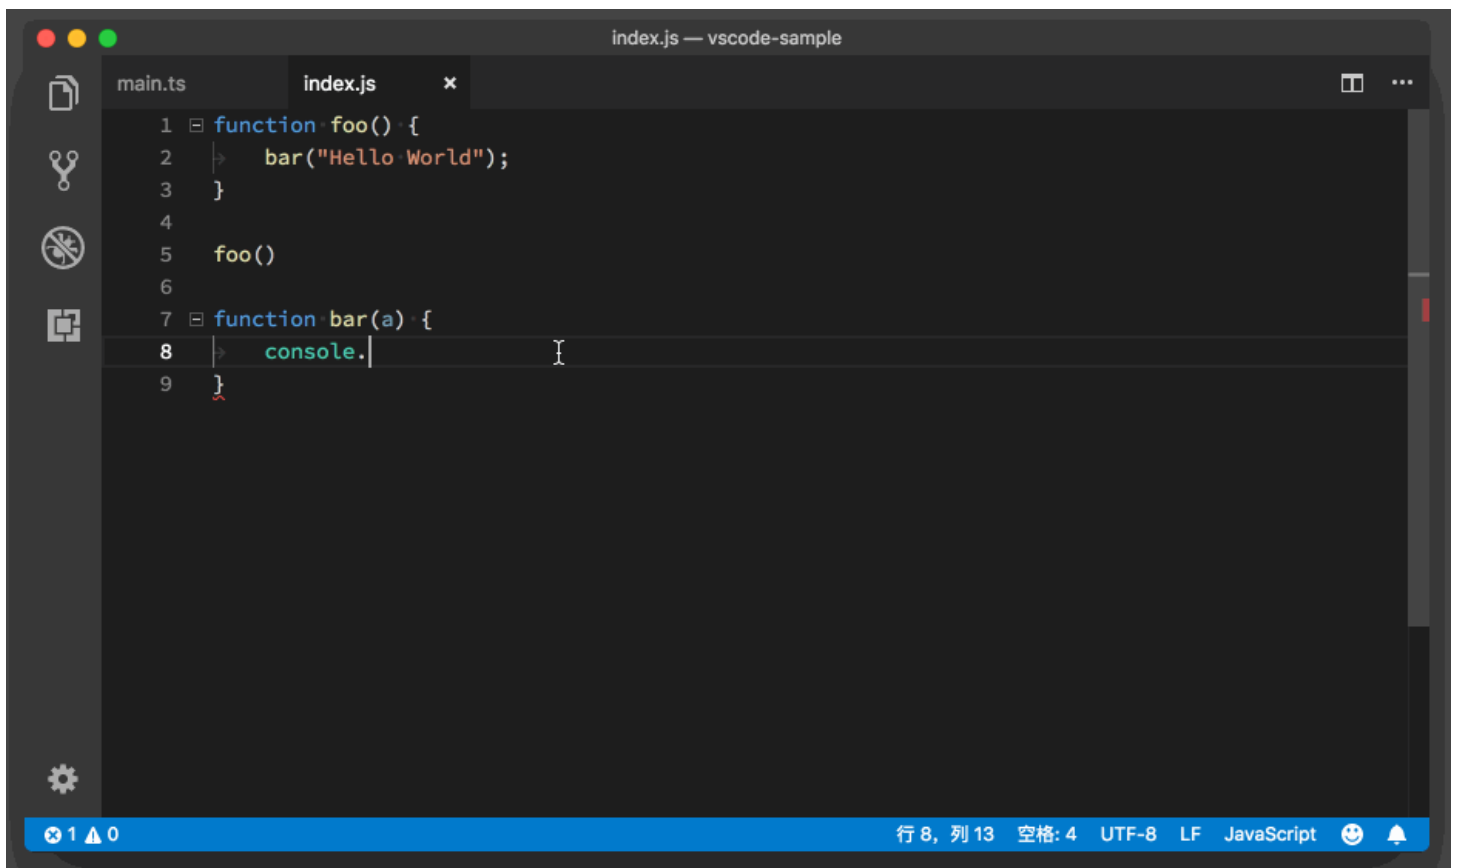 index.js — vscode-sample
main.ts index.js ×
1 function foo() {
2 bar("Hello World");
3 }
4
5 foo()
6
7 function bar(a) {
8 console.
9 }
1 0 行 8，列 13 空格: 4 UTF-8 LF JavaScript